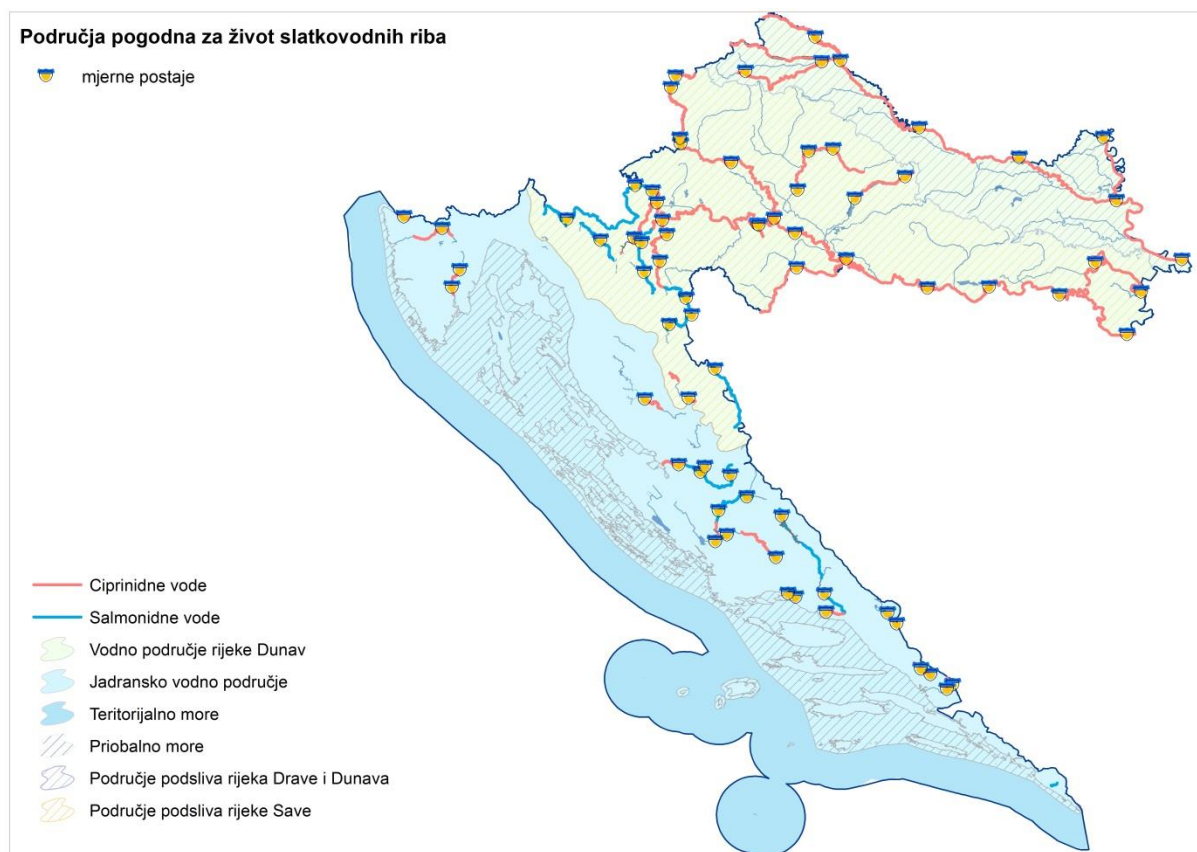 Područja pogodna za život slatkovodnih riba
mjerne postaje
Ciprinidne vode
Salmonidne vode
Vodno područje rijeke Dunav
Jadransko vodno područje
Teritorijalno more
Priobalno more
Područje podsliva rijeka Drave i Dunava
Područje podsliva rijeke Save